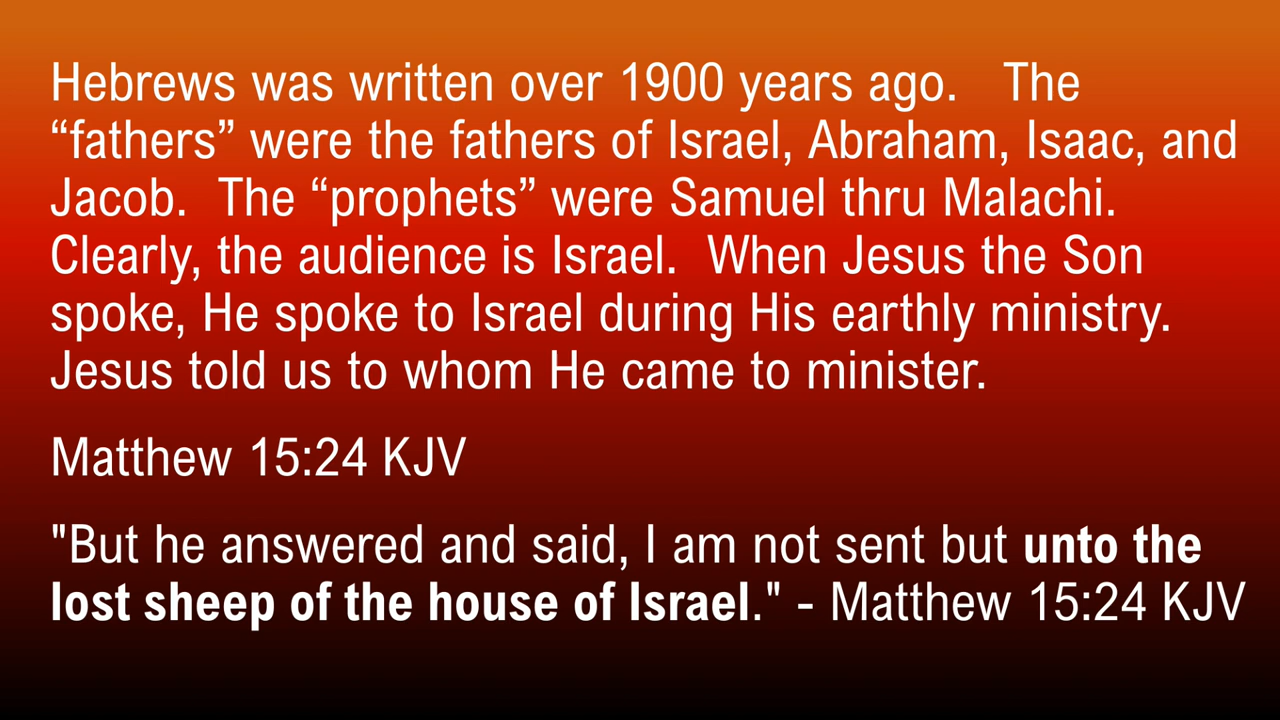 Hebrews was written over 1900 years ago.   The
“fathers” were the fathers of Israel, Abraham, Isaac, and
Jacob.  The “prophets” were Samuel thru Malachi.
Clearly, the audience is Israel.  When Jesus the Son
spoke, He spoke to Israel during His earthly ministry.
Jesus told us to whom He came to minister.
Matthew 15:24 KJV
"But he answered and said, I am not sent but unto the
lost sheep of the house of Israel." - Matthew 15:24 KJV